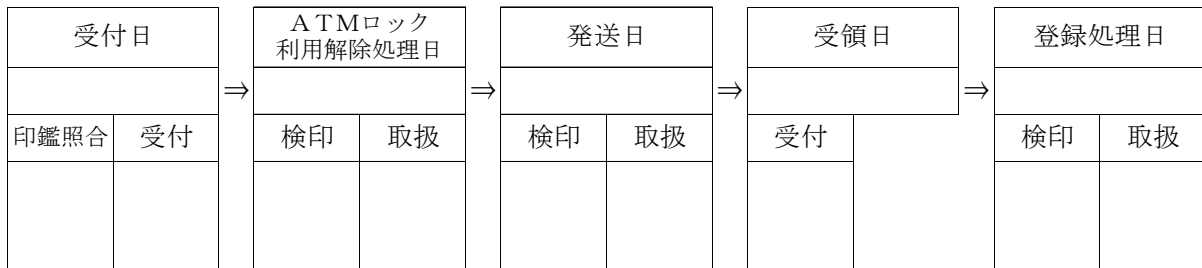 受付日
ATMロック
利用解除処理日
発送日
受領日
登録処理日
⇒ ⇒ ⇒ ⇒
印鑑照合 受付 検印 取扱 検印 取扱 受付 検印 取扱